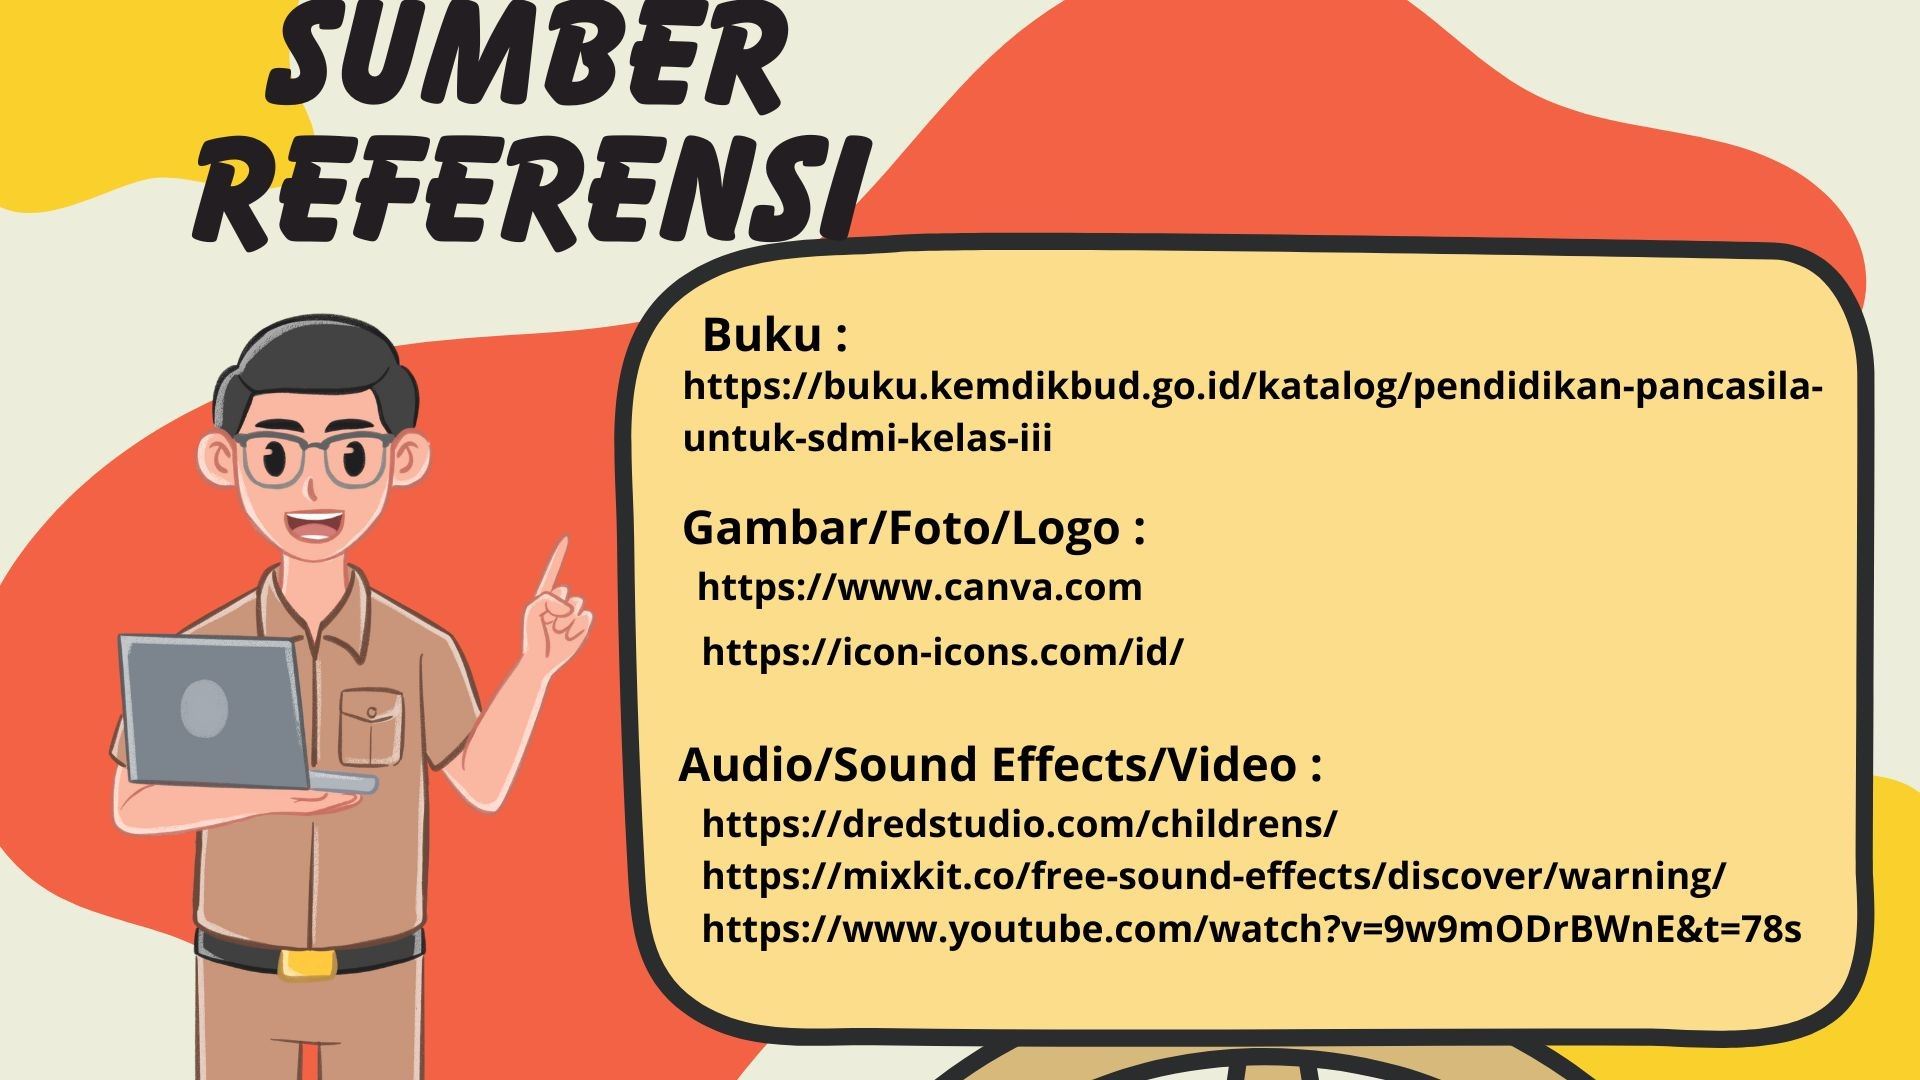 SUMBER
REFERENSI
Buku :
https://buku.kemdikbud.go.id/katalog/pendidikan-pancasila-
untuk-sdmi-kelas-iii
Gambar/Foto/Logo :
https://www.canva.com
https://icon-icons.com/id/
Audio/Sound Effects/Video :
https://dredstudio.com/childrens/
https://mixkit.co/free-sound-effects/discover/warning/
https://www.youtube.com/watch?v=9w9mODrBWnE&t=78s